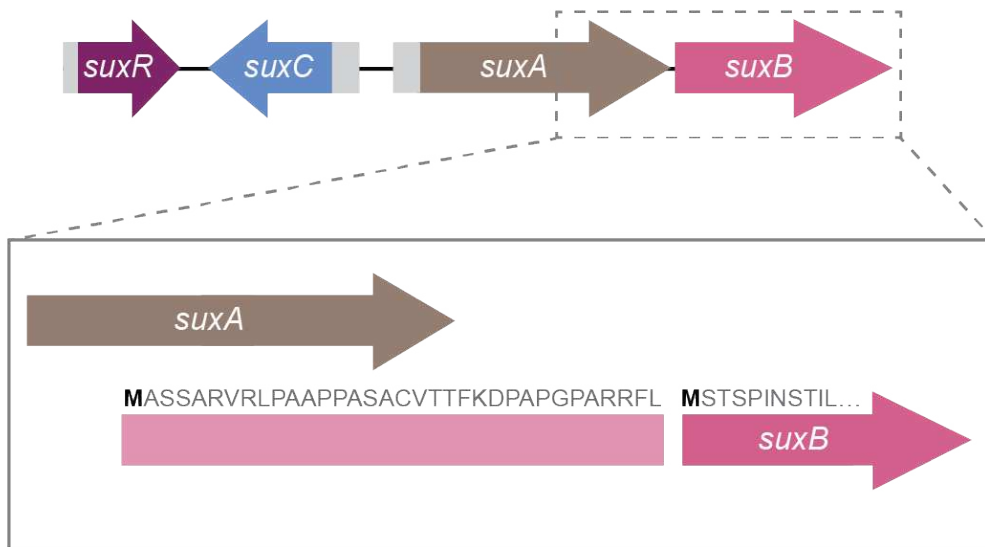 suxR suxC suxA suxB
suxA
MASSARVRLPAAPPASACVTTFKDPAPGPARRFL MSTSPINSTIL...
suxB